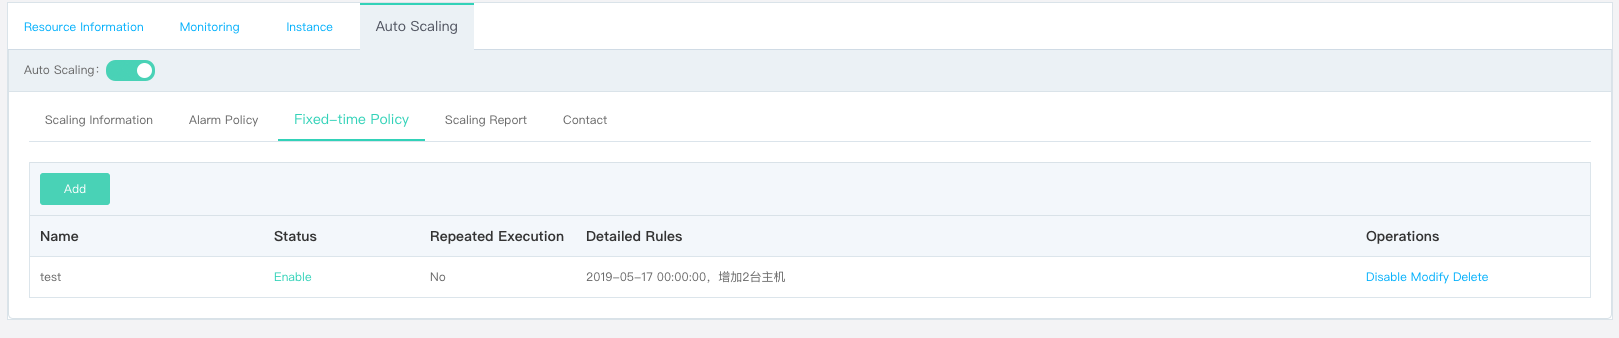 Resource Information Monitoring Instance Auto Scaling
Auto Scaling:
Scaling Information Alarm Policy Fixed-time Policy Scaling Report Contact
Add
Name Status Repeated Execution Detailed Rules Operations
test Enable No 2019-05-17 00:00:00，增加2台主机 Disable Modify Delete